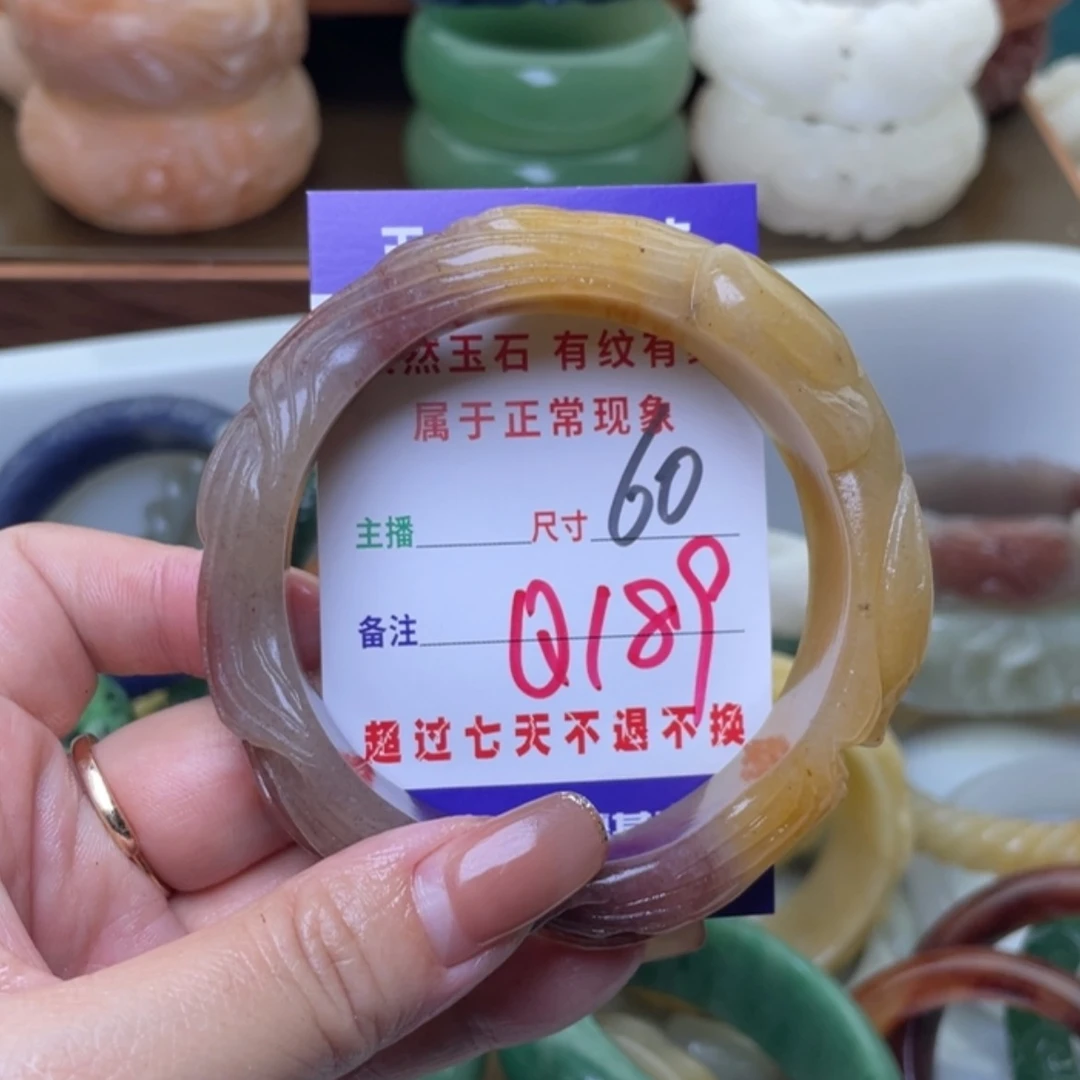 然玉石 有纹有
属于正常现象
主播 尺寸 60
备注 Q189
超过七天不退不换